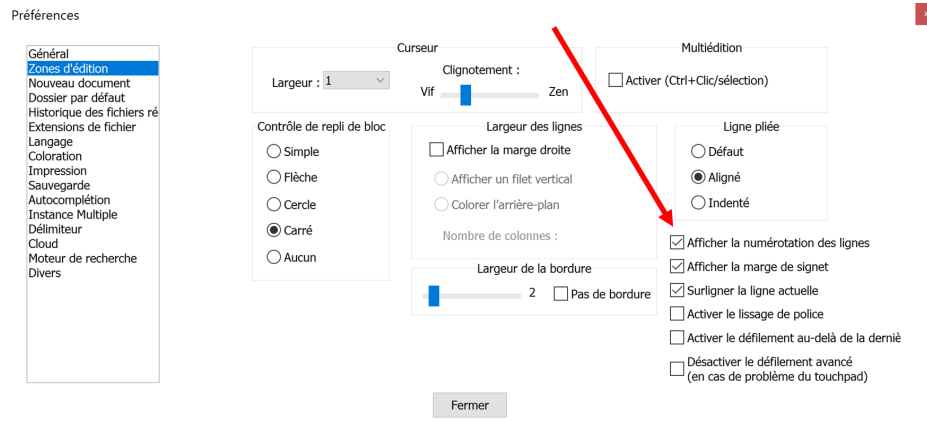 Préférences
Général
Zones d'édition
Nouveau document
Dossier par défaut
Historique des fichiers ré
Extensions de fichier
Langage
Coloration
Impression
Sauvegarde
Autocomplétion
Instance Multiple
Délimiteur
Cloud
Moteur de recherche
Divers
Curseur
Largeur : 1
Clignotement :
Vif Zen
Multiédition
Activer (Ctrl+Clic/sélection)
Contrôle de repli de bloc
Simple
Flèche
Cercle
Carré
Aucun
Largeur des lignes
Afficher la marge droite
Afficher un filet vertical
Colorer l'arrière-plan
Nombre de colonnes :
Ligne pliée
Défaut
Aligné
Indenté
Largeur de la bordure
2 Pas de bordure
Afficher la numérotation des lignes
Afficher la marge de signet
Surligner la ligne actuelle
Activer le lissage de police
Activer le défilement au-delà de la derniè
Désactiver le défilement avancé
(en cas de problème du touchpad)
Fermer